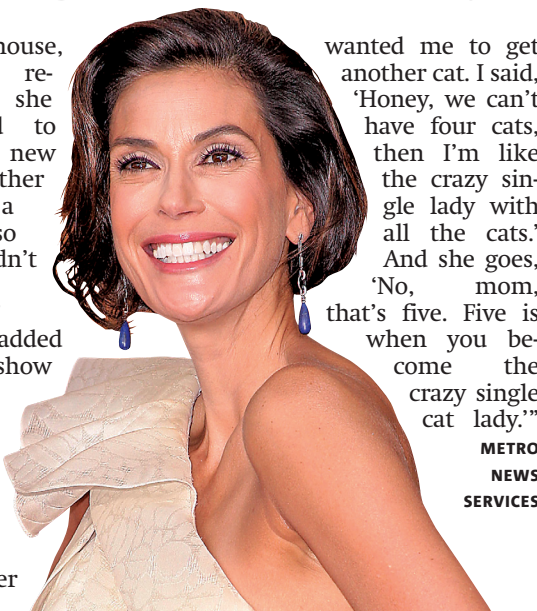 house,
re-
she
to
new
ther
a
so
dn't
added
show
er
wanted me to get
another cat. I said,
‘Honey, we can’t
have four cats,
then I’m like
the crazy sin-
gle lady with
all the cats.’
And she goes,
‘No, mom,
that’s five. Five is
when you be-
come the
crazy single
cat lady.’”
METRO
NEWS
SERVICES